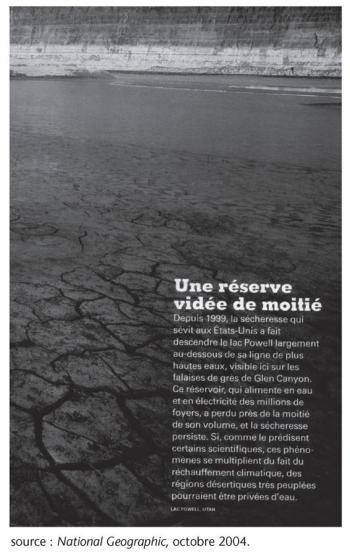 Une réserve
vidée de moitié
Depuis 1999, la sécheresse qui
sévit aux États-Unis a fait
descendre le lac Powell largement
au-dessous de sa ligne de plus
hautes eaux, visible ici sur les
falaises de grès de Glen Canyon.
Ce réservoir, qui alimente en eau
et en électricité des millions de
foyers, a perdu près de la moitié
de son volume, et la sécheresse
persiste. Si, comme le prédisent
certains scientifiques, ces phéno-
mènes se multiplient du fait du
réchauffement climatique, des
régions désertiques très peuplées
pourraient être privées d'eau.
LAC POWELL, UTAH
source : National Geographic, octobre 2004.